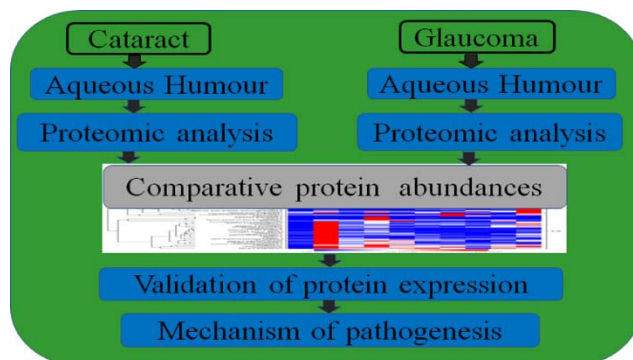 Cataract
Glaucoma
Aqueous Humour
Aqueous Humour
Proteomic analysis
Proteomic analysis
Comparative protein abundances
Validation of protein expression
Mechanism of pathogenesis